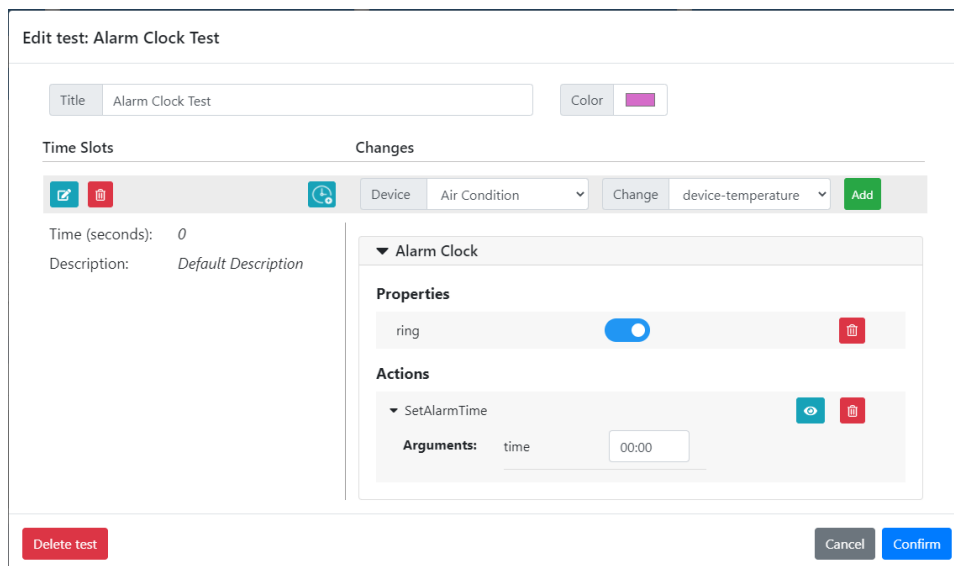 Edit test: Alarm Clock Test
Title Alarm Clock Test Color
Time Slots Changes
Device Air Condition Change device-temperature Add
Time (seconds): 0
Description: Default Description
Alarm Clock
Properties
ring
Actions
SetAlarmTime
Arguments: time 00:00
Delete test Cancel Confirm